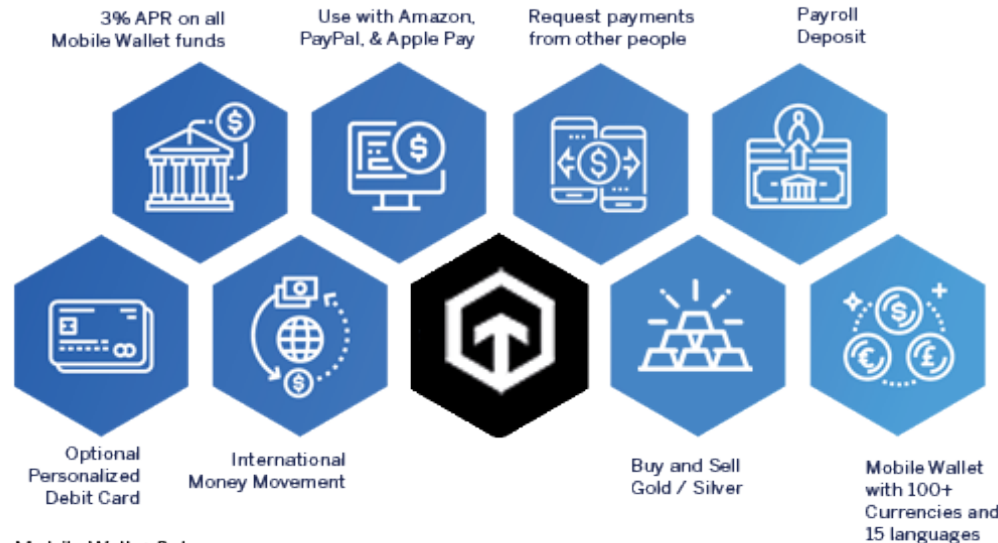 3% APR on all
Mobile Wallet funds
Use with Amazon,
PayPal, & Apple Pay
Request payments
from other people
Payroll
Deposit
Optional
Personalized
Debit Card
International
Money Movement
Buy and Sell
Gold / Silver
Mobile Wallet
with 100+
Currencies and
15 languages